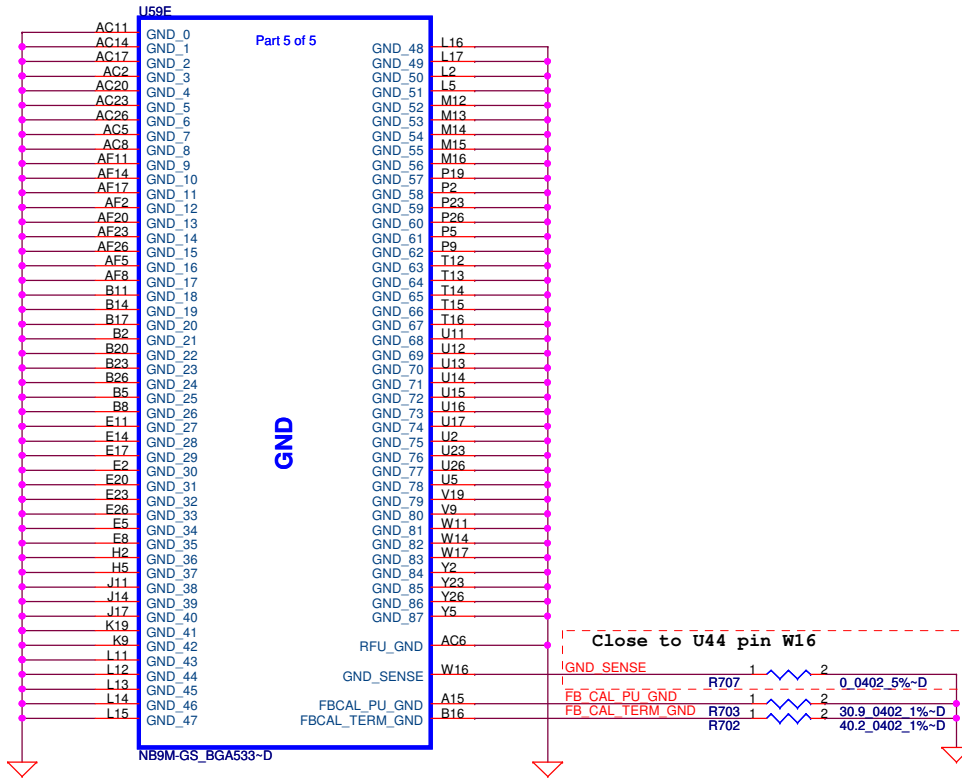 U59E
Part 5 of 5
AC11 GND_0
AC14 GND_1
AC17 GND_2
AC2 GND_3
AC20 GND_4
AC23 GND_5
AC26 GND_6
AC5 GND_7
AC8 GND_8
AF11 GND_9
AF14 GND_10
AF17 GND_11
AF2 GND_12
AF20 GND_13
AF23 GND_14
AF26 GND_15
AF5 GND_16
AF8 GND_17
B11 GND_18
B14 GND_19
B17 GND_20
B2 GND_21
B20 GND_22
B23 GND_23
B26 GND_24
B5 GND_25
B8 GND_26
E11 GND_27
E14 GND_28
E17 GND_29
E2 GND_30
E20 GND_31
E23 GND_32
E26 GND_33
E5 GND_34
E8 GND_35
H2 GND_36
H5 GND_37
J11 GND_38
J14 GND_39
J17 GND_40
K19 GND_41
K9 GND_42
L11 GND_43
L12 GND_44
L13 GND_45
L14 GND_46
L15 GND_47
GND
GND_48 L16
GND_49 L17
GND_50 L2
GND_51 L5
GND_52 M12
GND_53 M13
GND_54 M14
GND_55 M15
GND_56 M16
GND_57 P19
GND_58 P2
GND_59 P23
GND_60 P26
GND_61 P5
GND_62 P9
GND_63 T12
GND_64 T13
GND_65 T14
GND_66 T15
GND_67 T16
GND_68 U11
GND_69 U12
GND_70 U13
GND_71 U14
GND_72 U15
GND_73 U16
GND_74 U17
GND_75 U2
GND_76 U23
GND_77 U26
GND_78 U5
GND_79 V19
GND_80 V9
GND_81 W11
GND_82 W14
GND_83 W17
GND_84 Y2
GND_85 Y23
GND_86 Y26
GND_87 Y5
RFU_GND AC6
GND_SENSE W16
FBCAL_PU_GND A15
FBCAL_TERM_GND B16
NB9M-GS_BGA533~D
Close to U44 pin W16
GND_SENSE 1 2
R707 0_0402_5%~D
FB_CAL_PU_GND 1 2
R703 30.9_0402_1%~D
FB_CAL_TERM_GND 1 2
R702 40.2_0402_1%~D